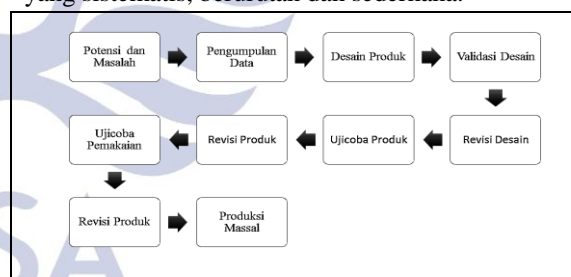 yang sistematis, berurutan dan sederhana.
Potensi dan
Masalah
Pengumpulan
Data
Desain Produk
Validasi Desain
Revisi Desain
Ujicoba Produk
Revisi Produk
Ujicoba
Pemakaian
Revisi Produk
Produksi
Massal
SA